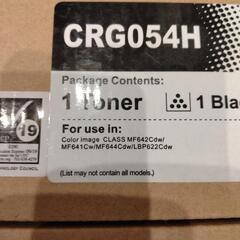 CRG054H
Package Contents:
1 Toner
1 Bla
For use in:
Color image CLASS MF642Cdw/
MF641Cw/MF644Cdw/LBP622Cdw
(List may not contain all models.)
19